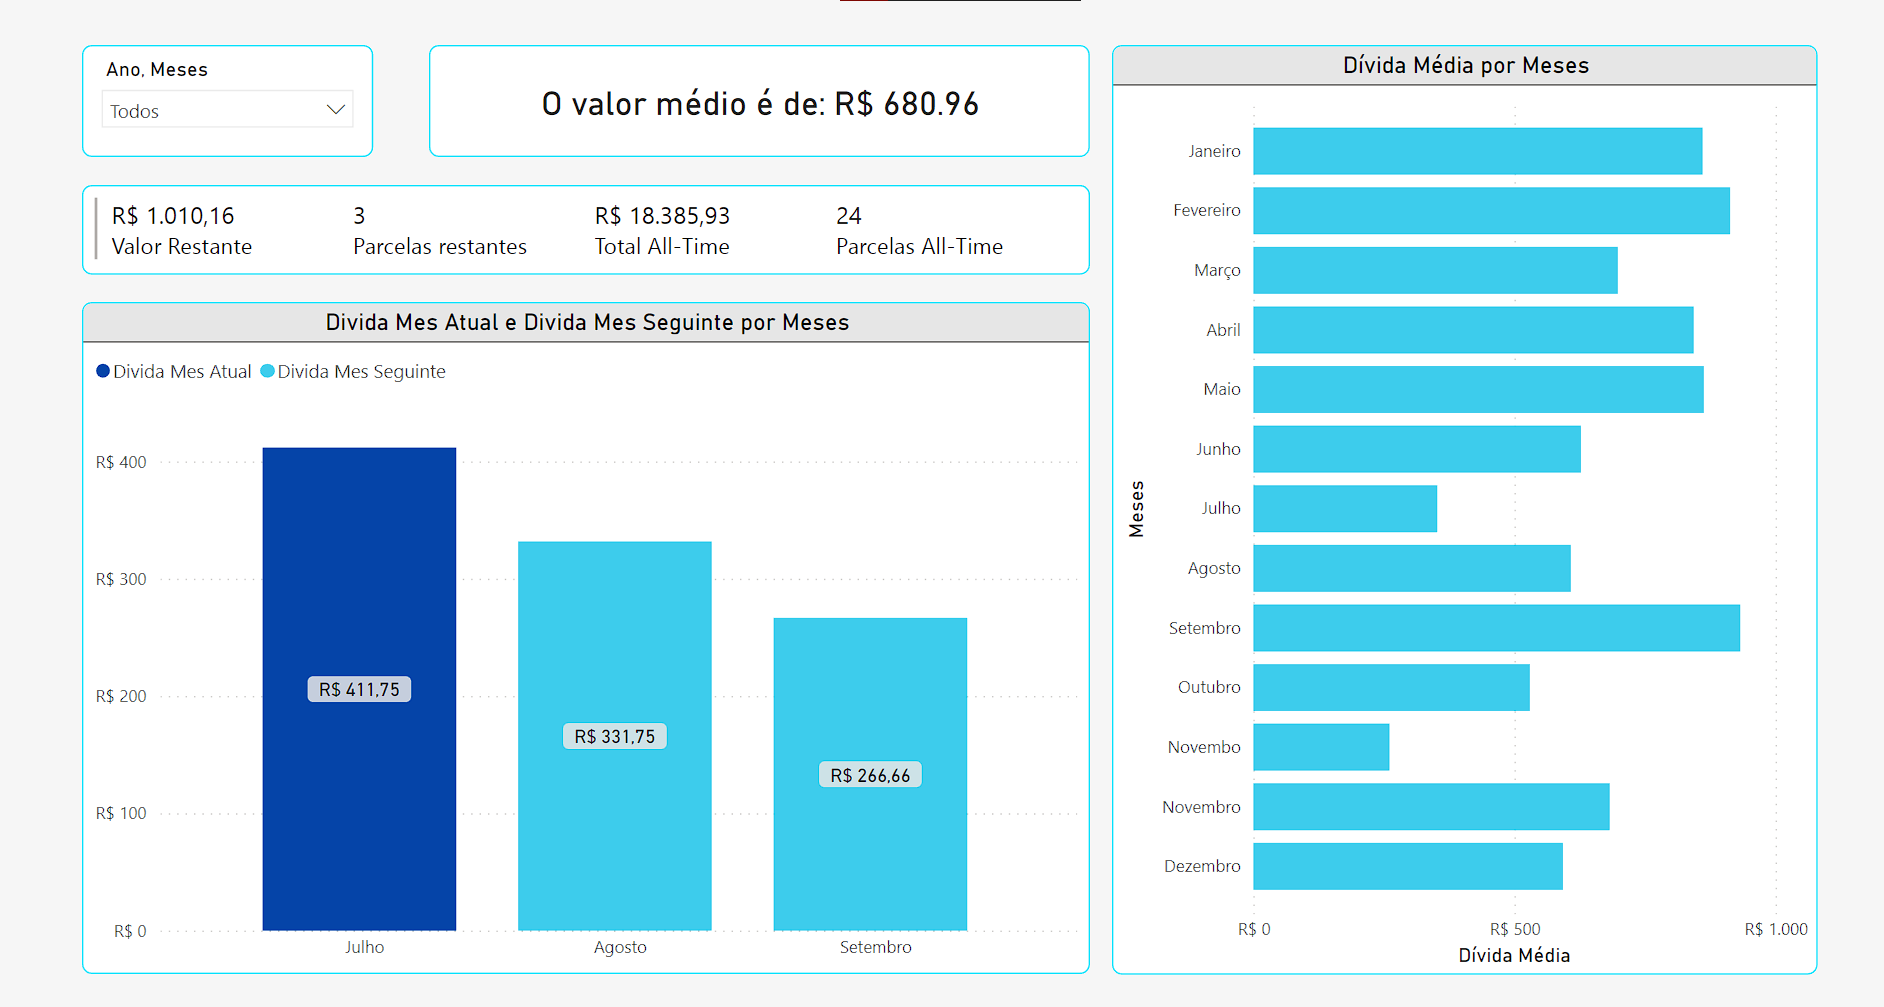 Ano, Meses
Todos
O valor médio é de: R$ 680.96
R$ 1.010,16
Valor Restante
3
Parcelas restantes
R$ 18.385,93
Total All-Time
24
Parcelas All-Time
Divida Mes Atual e Divida Mes Seguinte por Meses
Divida Mes Atual Divida Mes Seguinte
R$ 400
R$ 300
R$ 200
R$ 100
R$ 0
R$ 411,75
R$ 331,75
R$ 266,66
Julho
Agosto
Setembro
Dívida Média por Meses
Meses
Janeiro
Fevereiro
Março
Abril
Maio
Junho
Julho
Agosto
Setembro
Outubro
Novembo
Novembro
Dezembro
R$ 0
R$ 500
R$ 1.000
Dívida Média